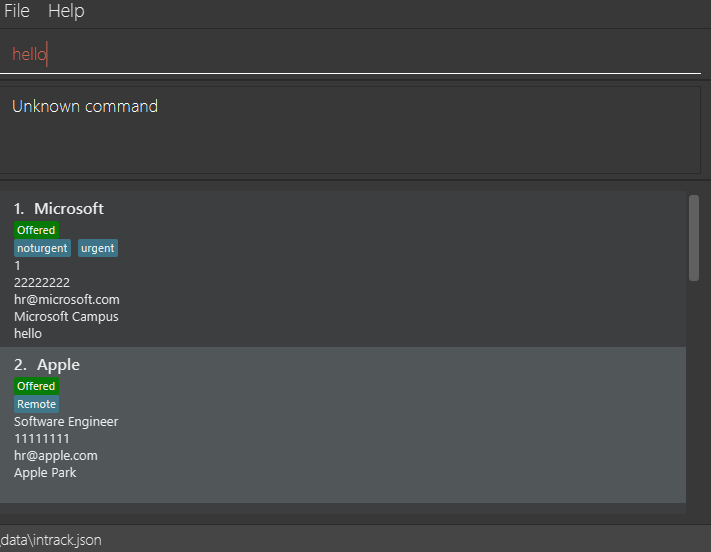 File Help
hello
Unknown command
1. Microsoft
Offered
noturgent urgent
1
22222222
hr@microsoft.com
Microsoft Campus
hello
2. Apple
Offered
Remote
Software Engineer
11111111
hr@apple.com
Apple Park
_data\intrack.json